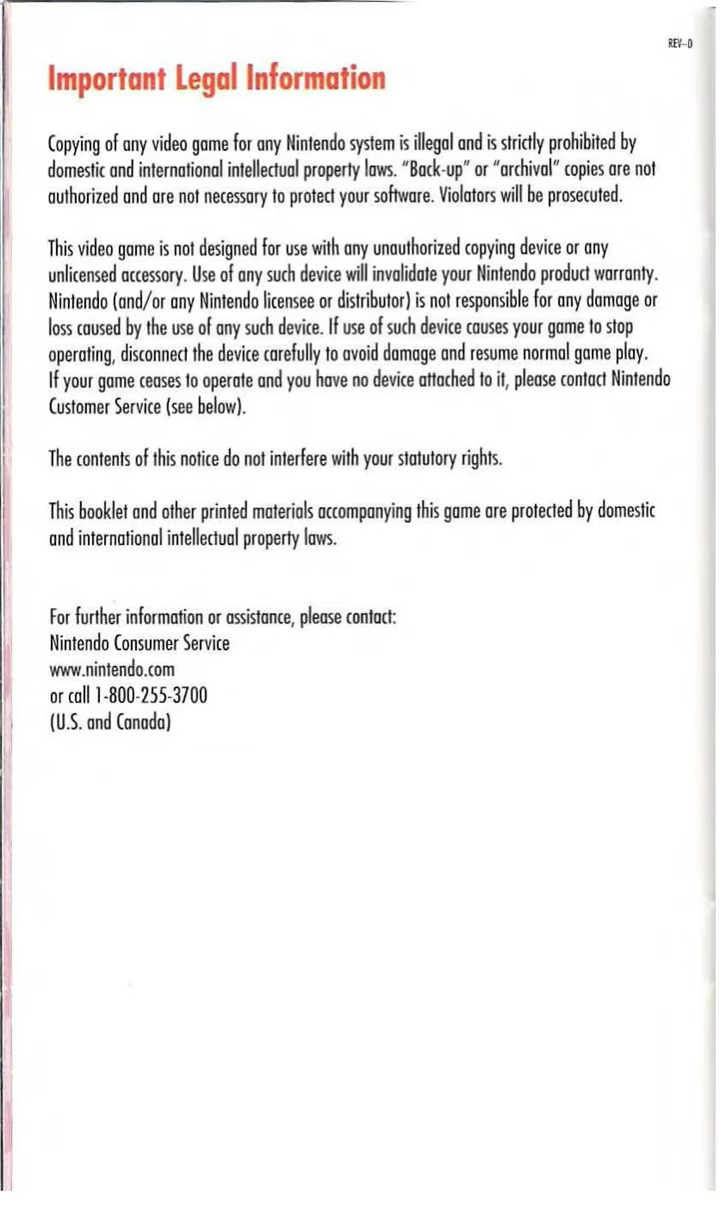 REV–D
Important Legal Information
Copying of any video game for any Nintendo system is illegal and is strictly prohibited by
domestic and international intellectual property laws. “Back-up” or “archival” copies are not
authorized and are not necessary to protect your software. Violators will be prosecuted.
This video game is not designed for use with any unauthorized copying device or any
unlicensed accessory. Use of any such device will invalidate your Nintendo product warranty.
Nintendo (and/or any Nintendo licensee or distributor) is not responsible for any damage or
loss caused by the use of any such device. If use of such device causes your game to stop
operating, disconnect the device carefully to avoid damage and resume normal game play.
If your game ceases to operate and you have no device attached to it, please contact Nintendo
Customer Service (see below).
The contents of this notice do not interfere with your statutory rights.
This booklet and other printed materials accompanying this game are protected by domestic
and international intellectual property laws.
For further information or assistance, please contact:
Nintendo Consumer Service
www.nintendo.com
or call 1-800-255-3700
(U.S. and Canada)